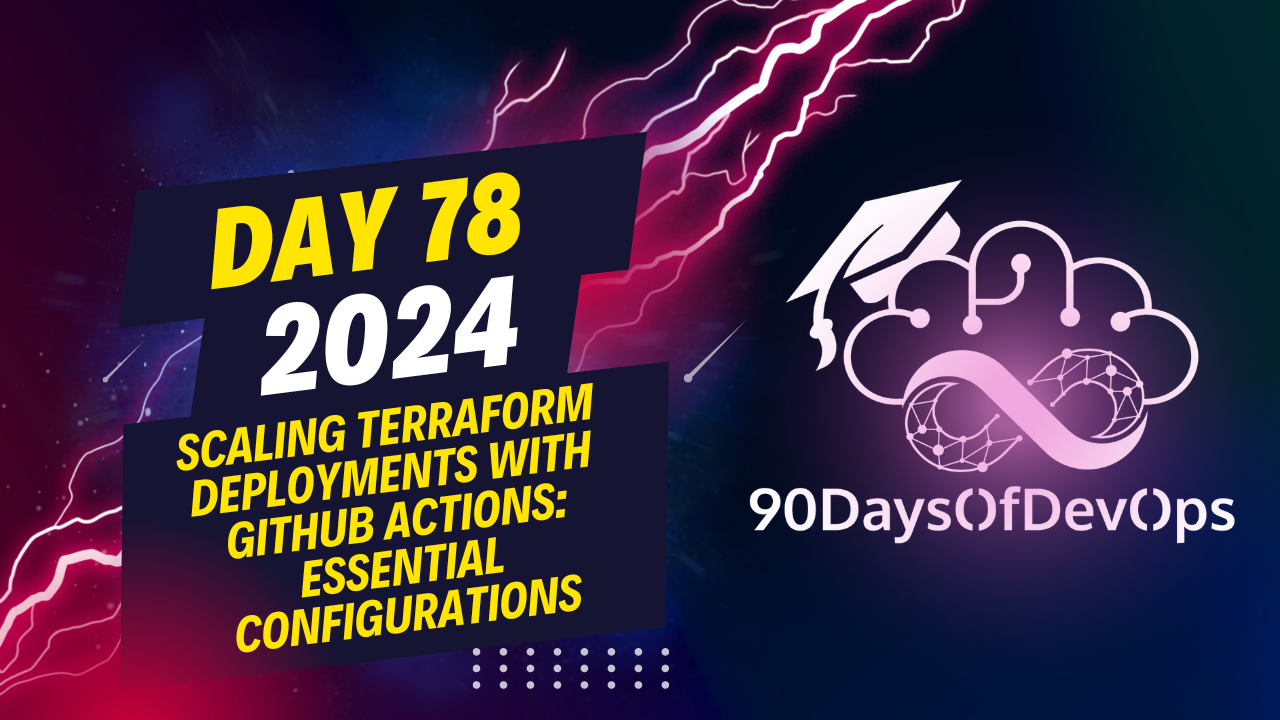 DAY 78
2024
SCALING TERRAFORM
DEPLOYMENTS WITH
GITHUB ACTIONS:
ESSENTIAL
CONFIGURATIONS
90DaysOfDevOps